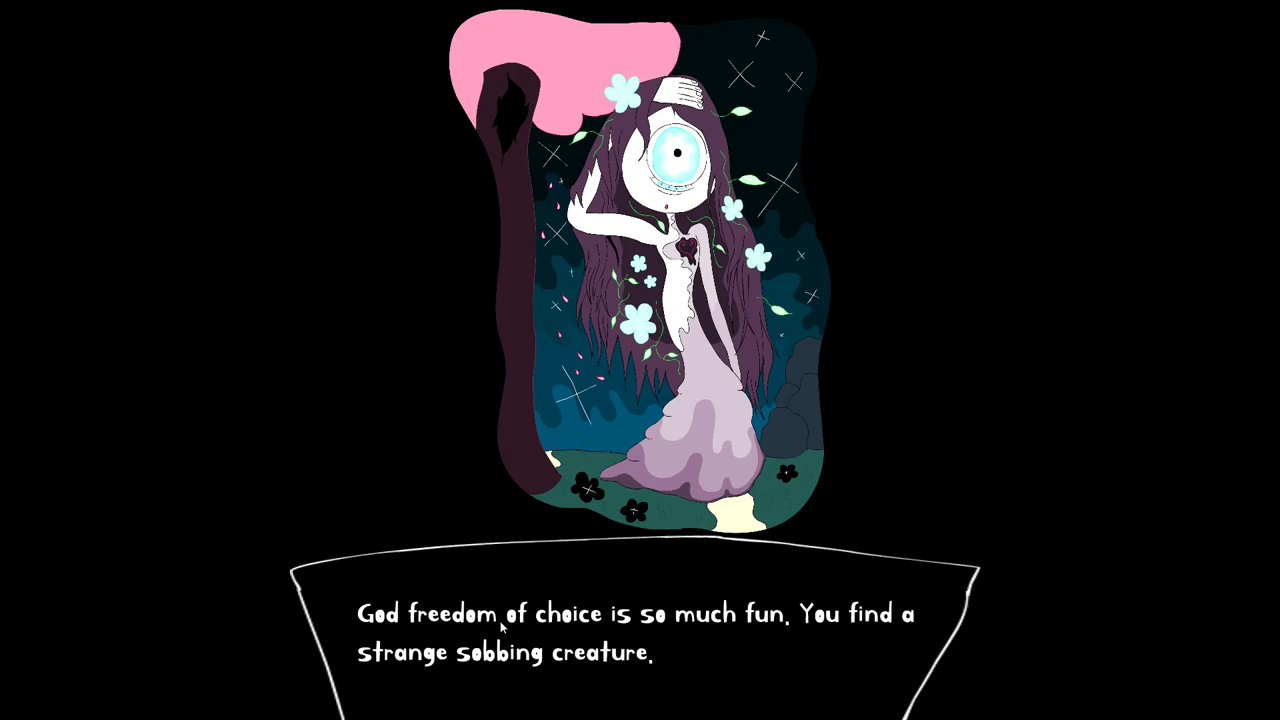 God freedom of choice is so much fun. You find a
strange sobbing creature.